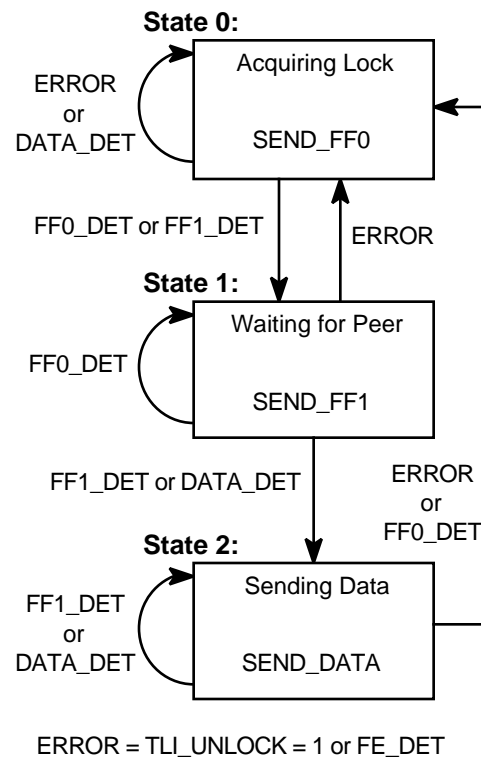 State 0:
Acquiring Lock
ERROR
or
DATA_DET
SEND_FF0
FF0_DET or FF1_DET
ERROR
State 1:
Waiting for Peer
FF0_DET
SEND_FF1
FF1_DET or DATA_DET
ERROR
or
FF0_DET
State 2:
Sending Data
FF1_DET
or
DATA_DET
SEND_DATA
ERROR = TLI_UNLOCK = 1 or FE_DET